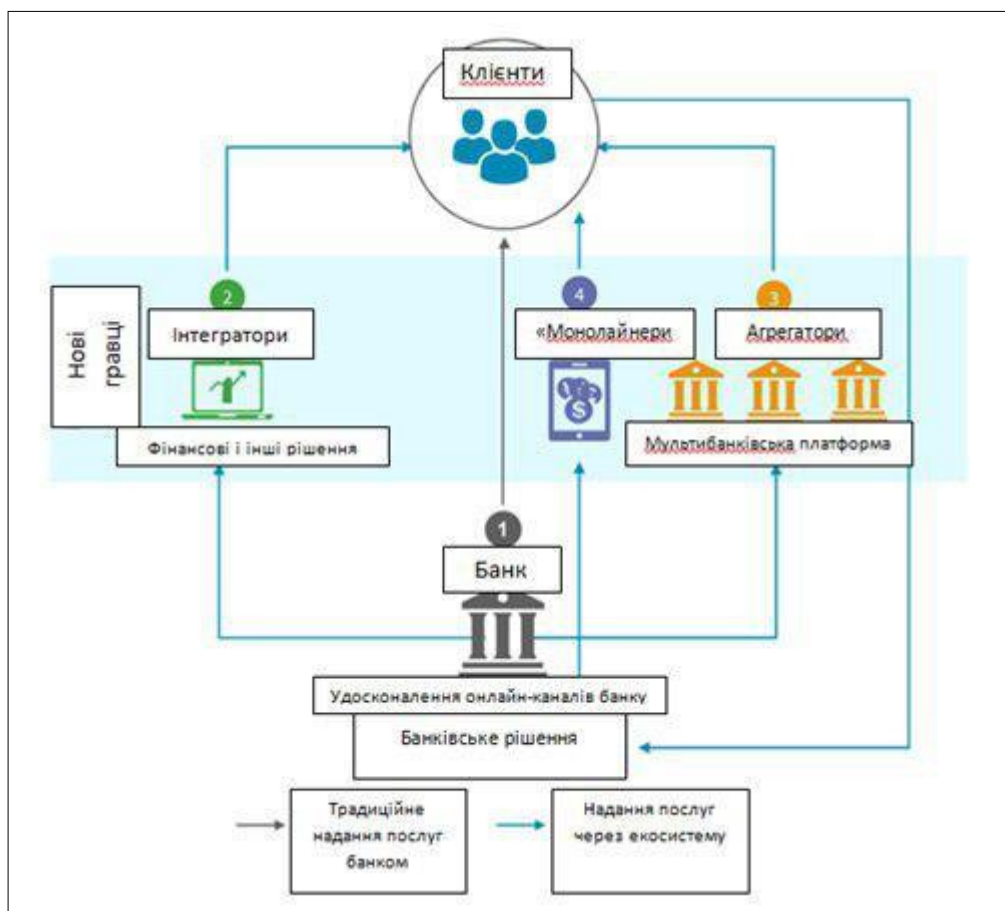 Клієнти
2
4
3
Нові
гравці
Інтегратори
«Монолайнери
Агрегатори
$
Фінансові і інші рішення
Мультибанківська платформа
1
Банк
Удосконалення онлайн-каналів банку
Банківське рішення
Традиційне
надання послуг
банком
Надання послуг
через екосистему